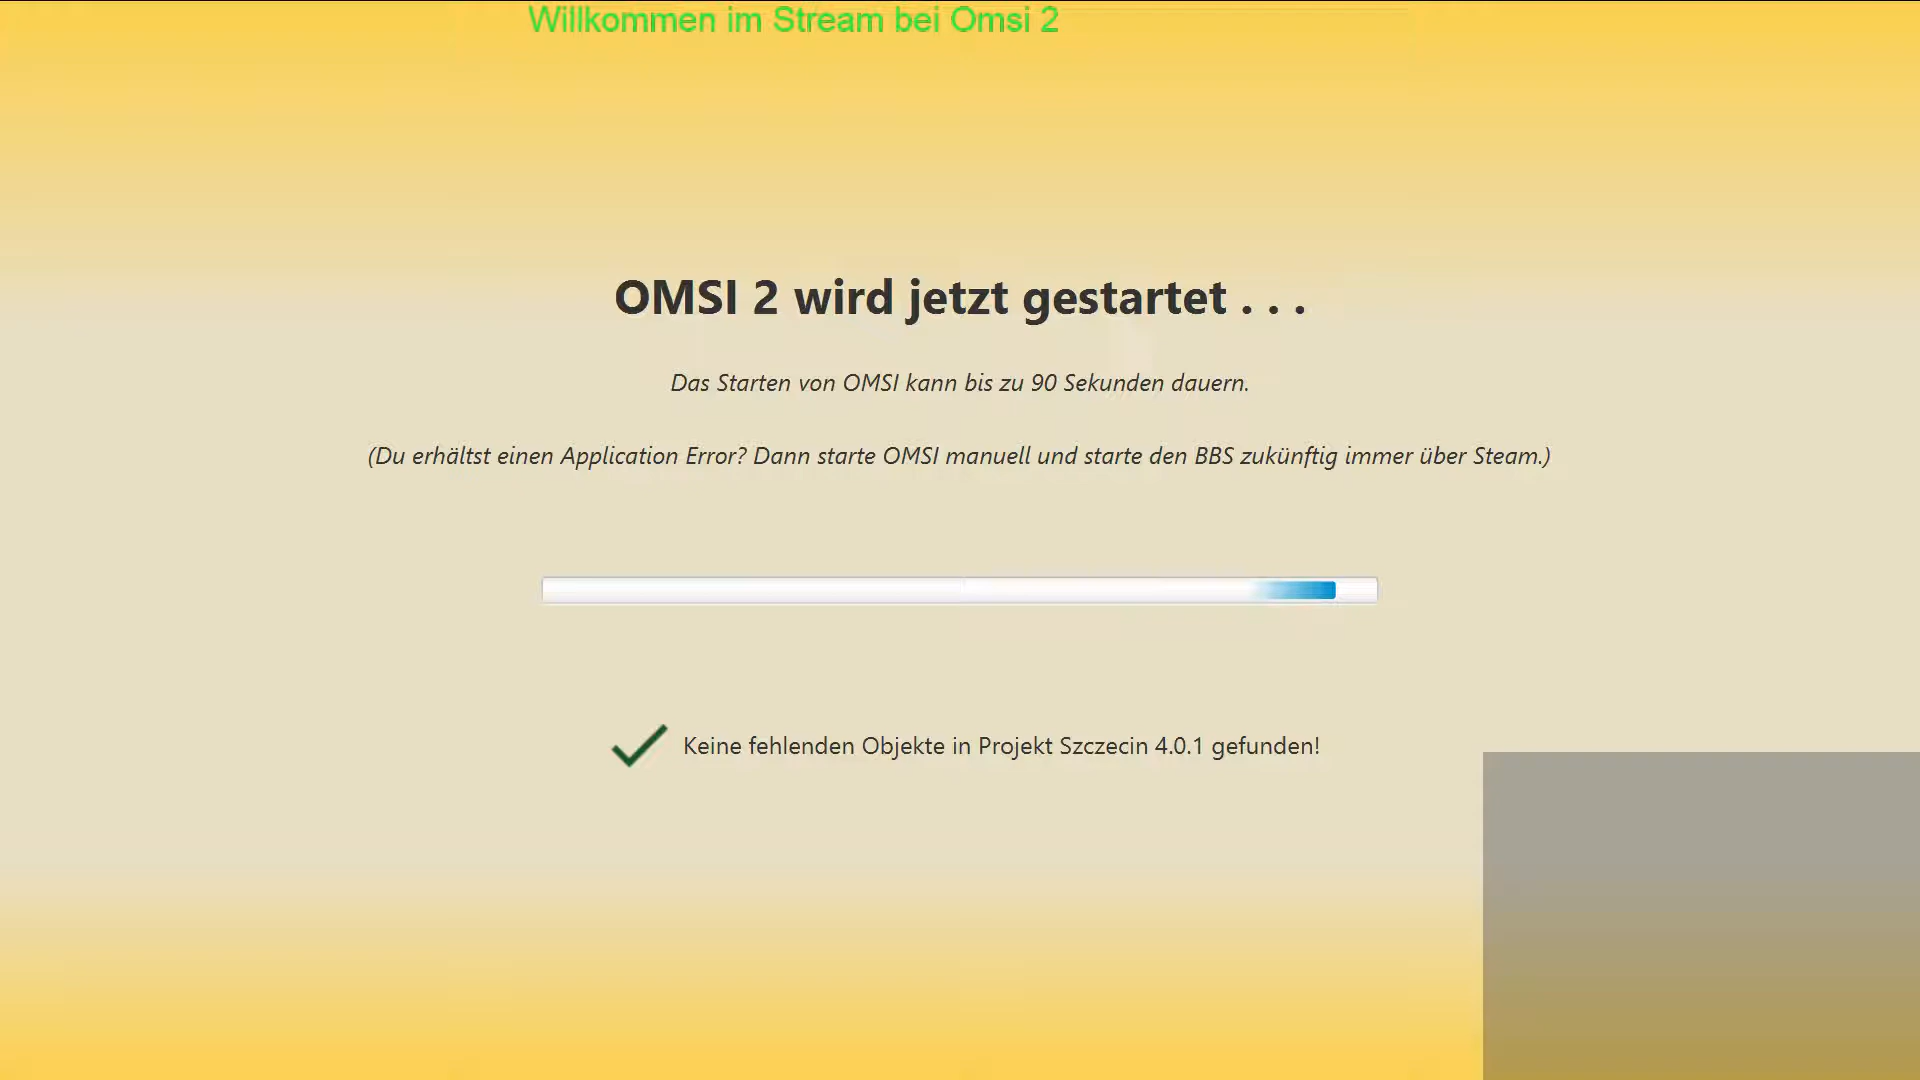 Willkommen im Stream bei Omsi 2
OMSI 2 wird jetzt gestartet . . .
Das Starten von OMSI kann bis zu 90 Sekunden dauern.
(Du erhältst einen Application Error? Dann starte OMSI manuell und starte den BBS zukünftig immer über Steam.)
Keine fehlenden Objekte in Projekt Szczecin 4.0.1 gefunden!